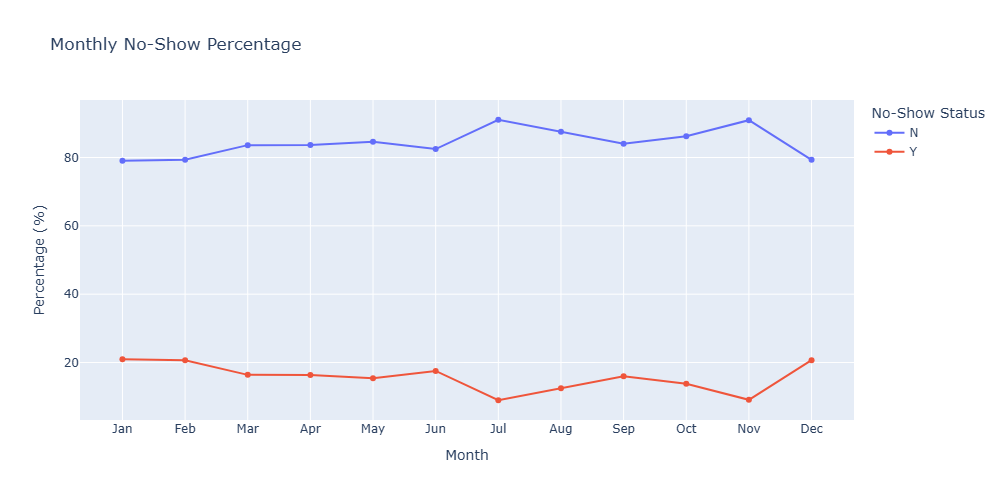 Monthly No-Show Percentage
No-Show Status
N
Y
Percentage (%)
80
60
40
20
Jan Feb Mar Apr May Jun Jul Aug Sep Oct Nov Dec
Month